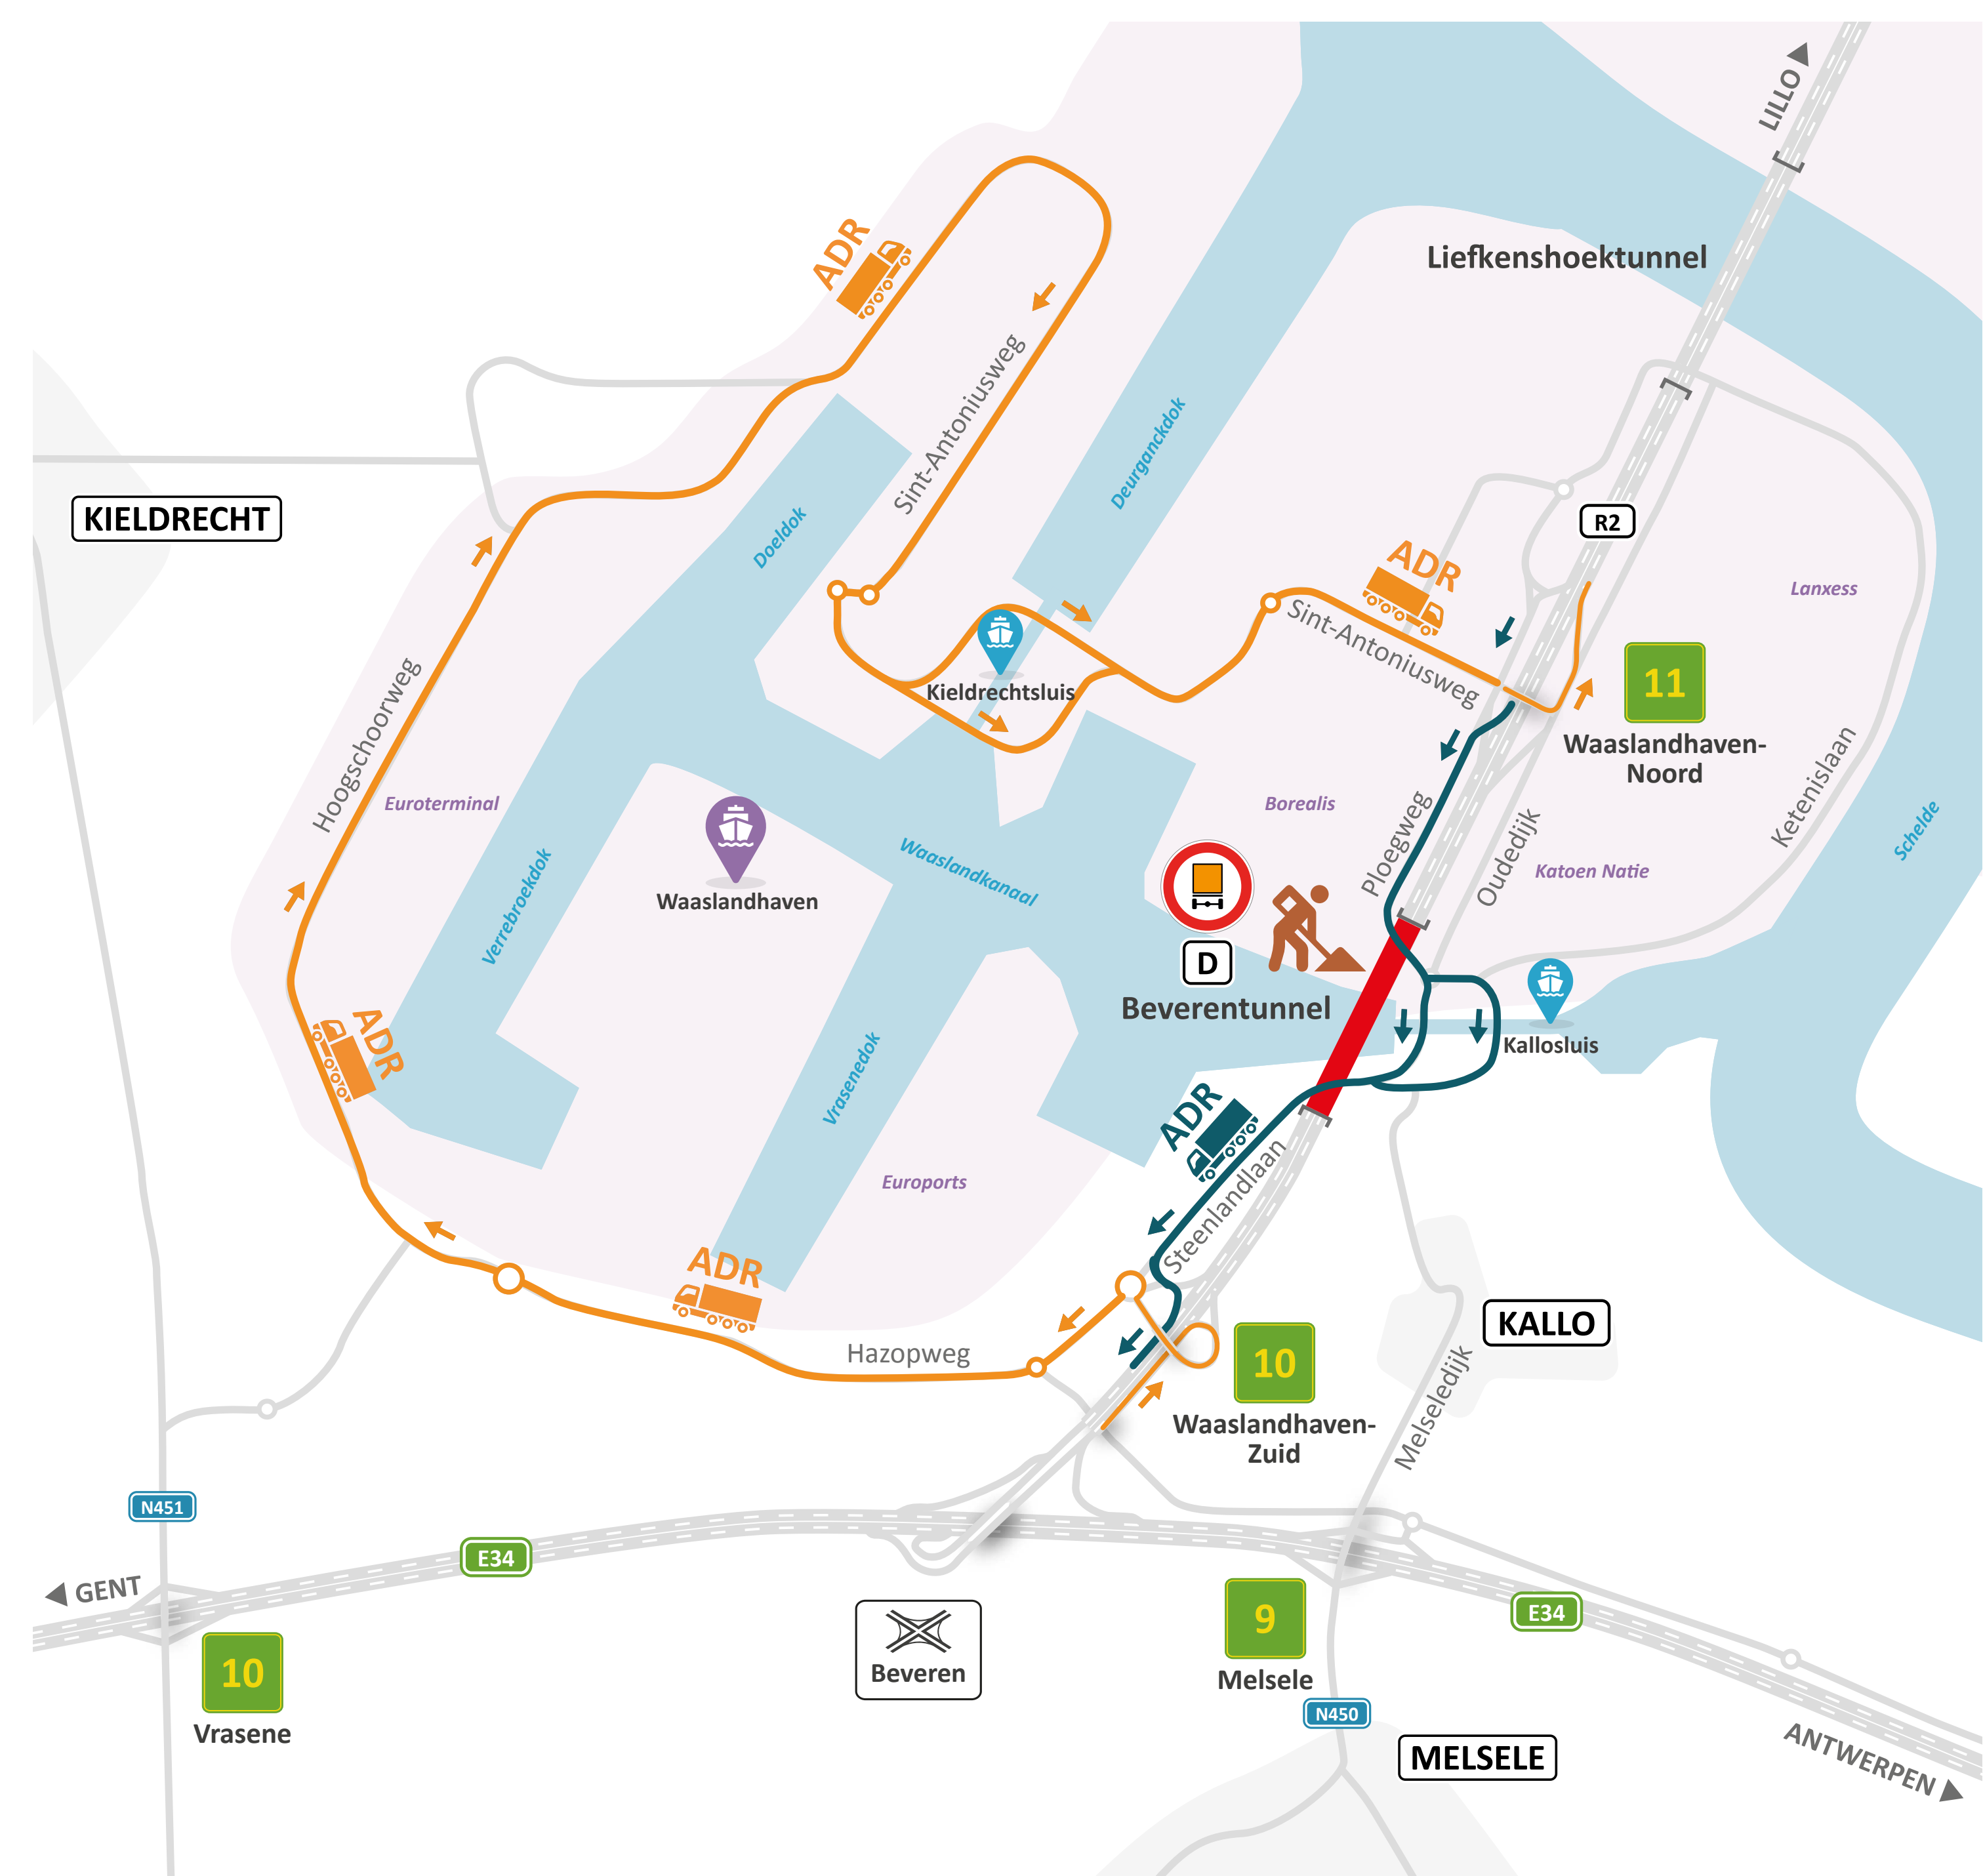 LILLO
ADR
Liefkenshoektunnel
Sint-Antoniusweg
Deurganckdok
KIELDRECHT
Doeldok
R2
ADR
Lanxess
Sint-Antoniusweg
Kieldrechtsluis
11
Waaslandhaven-
Noord
Hoogschoorweg
Euroterminal
Waaslandhaven
Borealis
Ploegweg
Oudedijk
Ketenislaan
Schelde
Waaslandkanaal
Katoen Natie
Verrebroekdok
D
Beverentunnel
Kallosluis
ADR
Vrasenedok
ADR
Steenlandlaan
Euroports
ADR
Hazopweg
10
Waaslandhaven-
Zuid
KALLO
Melseledijk
N451
E34
GENT
10
Vrasene
Beveren
9
Melsele
E34
N450
MELSELE
ANTWERPEN